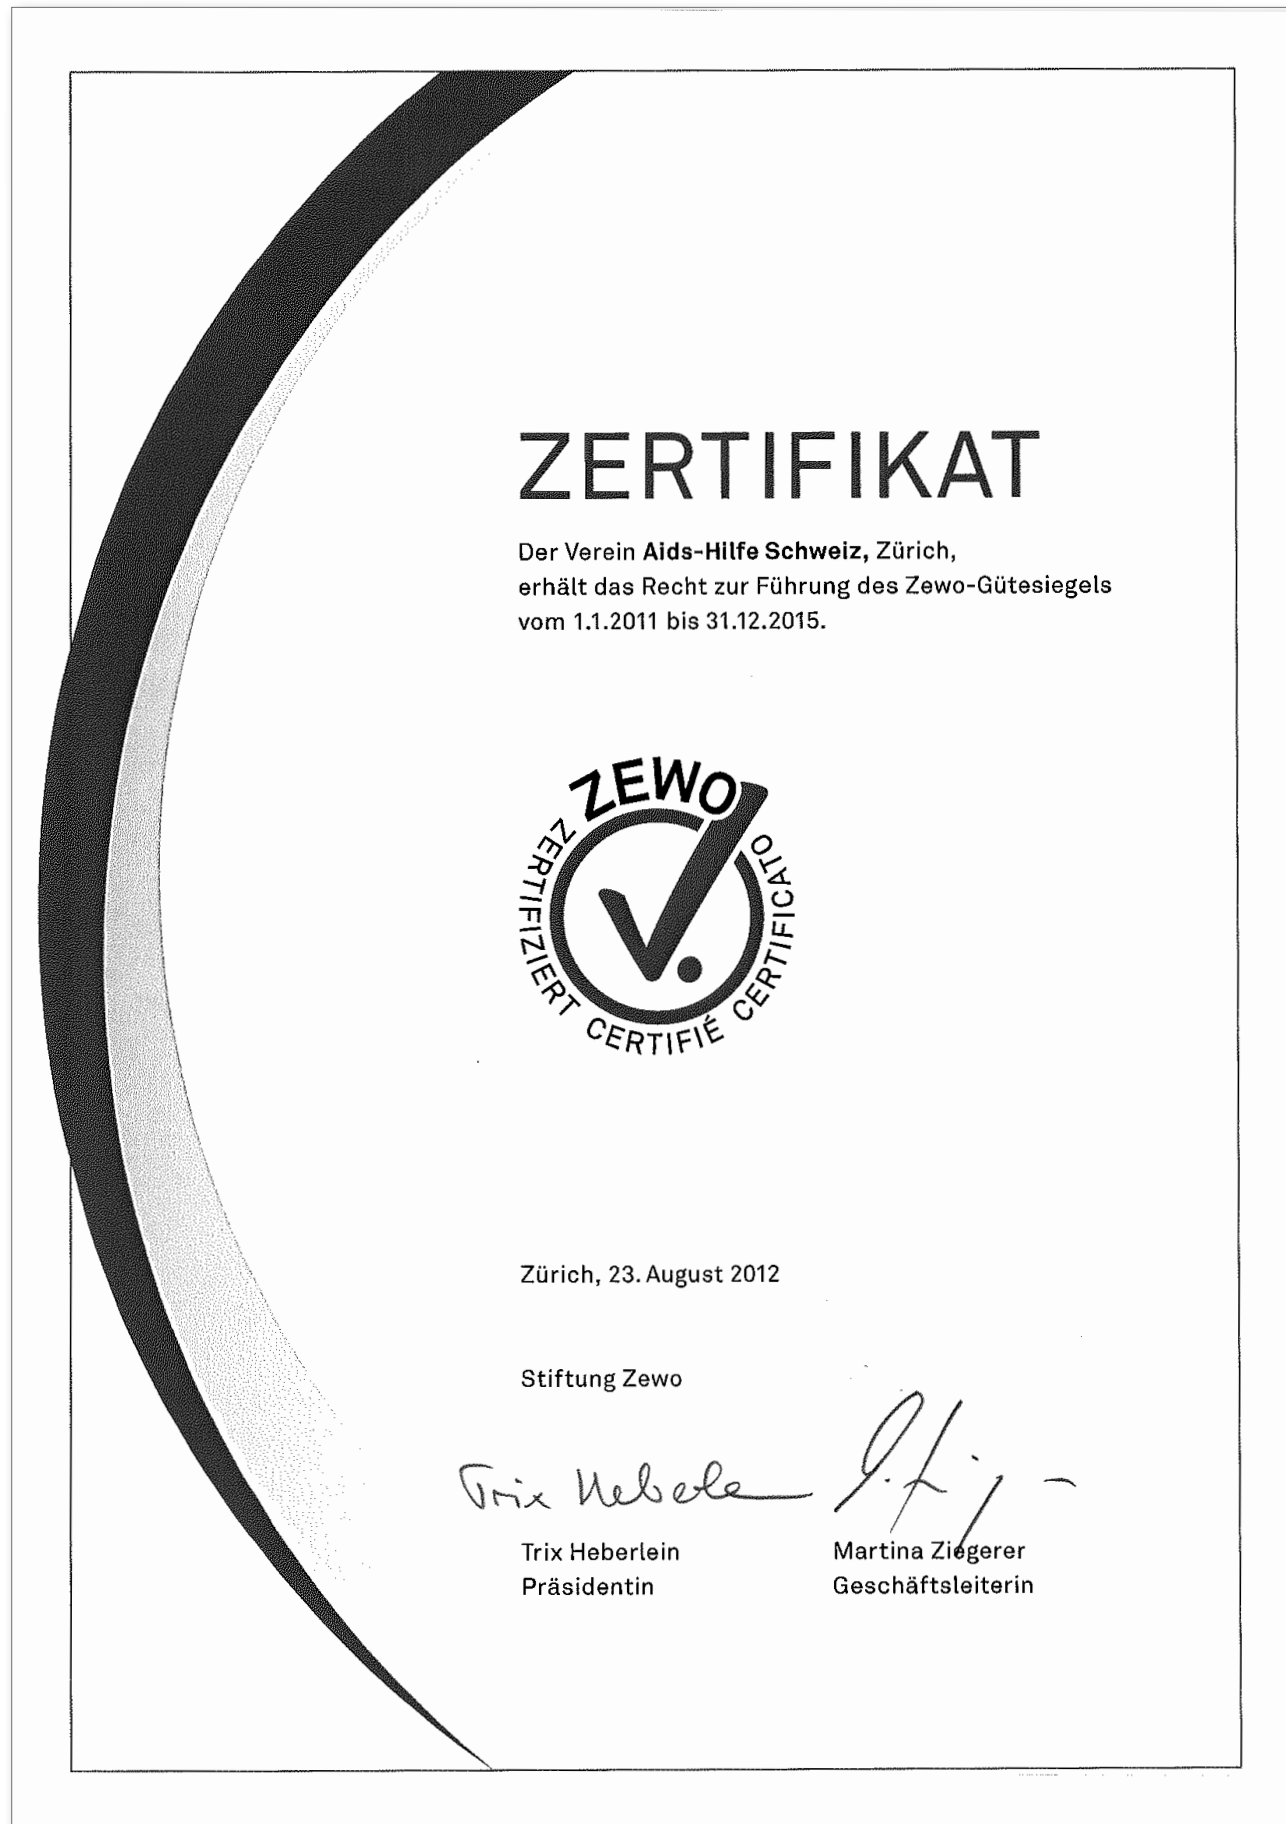 ZERTIFIKAT
Der Verein Aids-Hilfe Schweiz, Zürich,
erhält das Recht zur Führung des Zewo-Gütesiegels
vom 1.1.2011 bis 31.12.2015.
ZEWO
ZERTIFIZIERT CERTIFIÉ CERTIFICATO
Zürich, 23. August 2012
Stiftung Zewo
Trix Heberlein
Trix Heberlein Martina Ziegerer
Präsidentin Geschäftsleiterin